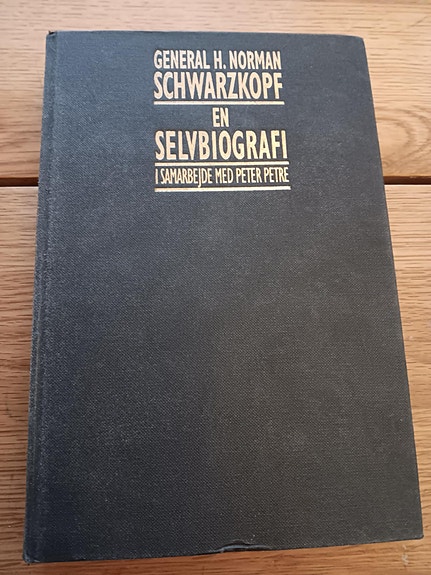 GENERAL H. NORMAN
SCHWARZKOPF
EN
SELVBIOGRAFI
I SAMARBEJDE MED PETER PETRE